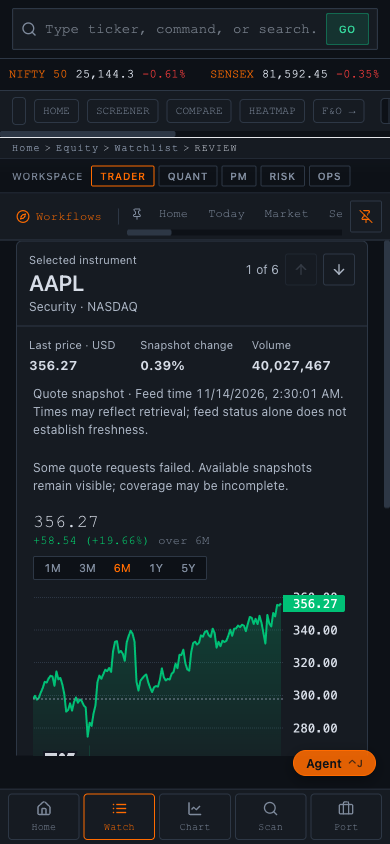 Type ticker, command, or search.
GO
NIFTY 50 25,144.3 -0.61% SENSEX 81,592.45 -0.35%
HOME SCREENER COMPARE HEATMAP F&O →
Home > Equity > Watchlist > REVIEW
WORKSPACE TRADER QUANT PM RISK OPS
Workflows Home Today Market Se
Selected instrument
AAPL
1 of 6
Security · NASDAQ
Last price · USD Snapshot change Volume
356.27 0.39% 40,027,467
Quote snapshot · Feed time 11/14/2026, 2:30:01 AM.
Times may reflect retrieval; feed status alone does not
establish freshness.
Some quote requests failed. Available snapshots
remain visible; coverage may be incomplete.
356.27
+58.54 (+19.66%) over 6M
1M 3M 6M 1Y 5Y
356.27
340.00
320.00
300.00
280.00
Agent ^J
Home Watch Chart Scan Port